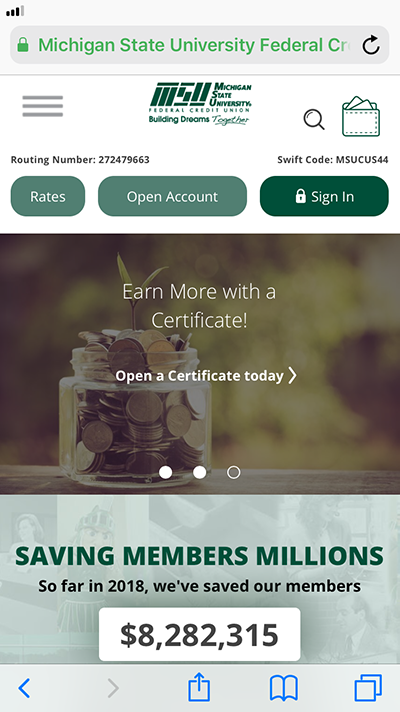 Michigan State University Federal Cr
MSU
MICHIGAN
STATE
UNIVERSITY
FEDERAL CREDIT UNION
Building Dreams Together
Routing Number: 272479663
Swift Code: MSUCUS44
Rates
Open Account
Sign In
Earn More with a
Certificate!
Open a Certificate today
SAVING MEMBERS MILLIONS
So far in 2018, we've saved our members
$8,282,315